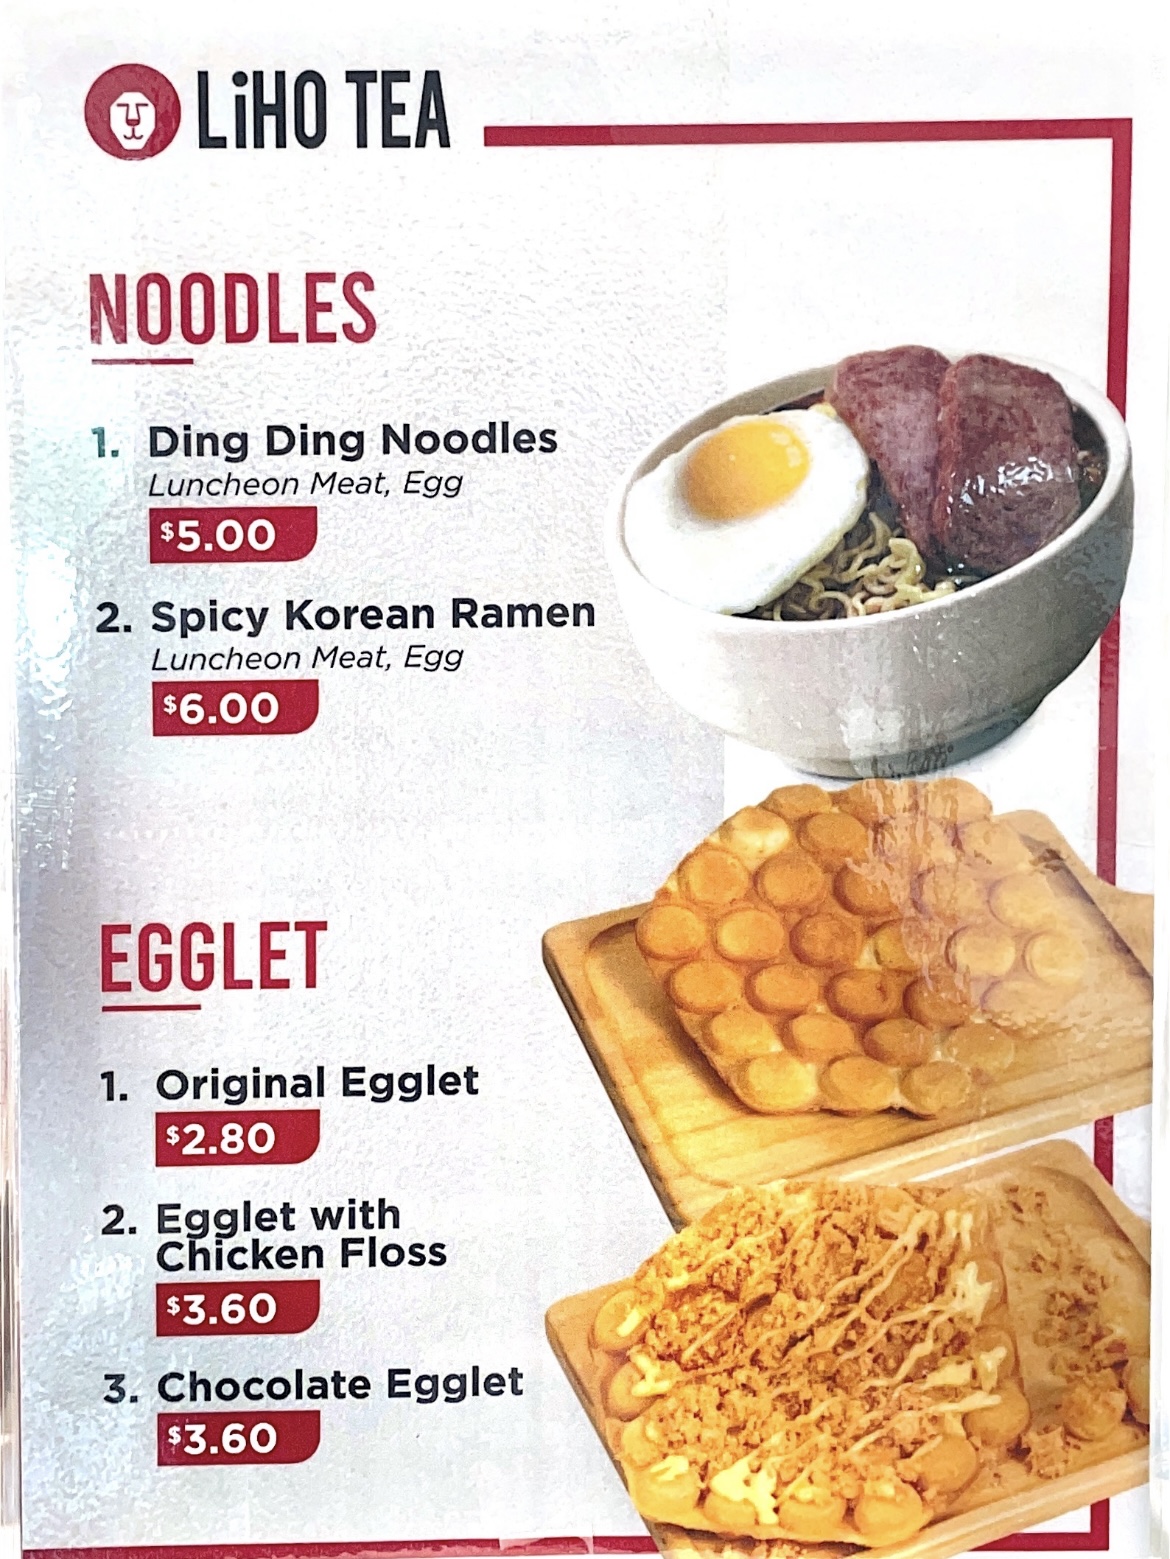 LiHO TEA
NOODLES
1. Ding Ding Noodles
Luncheon Meat, Egg
$5.00
2. Spicy Korean Ramen
Luncheon Meat, Egg
$6.00
EGGLET
1. Original Egglet
$2.80
2. Egglet with
Chicken Floss
$3.60
3. Chocolate Egglet
$3.60